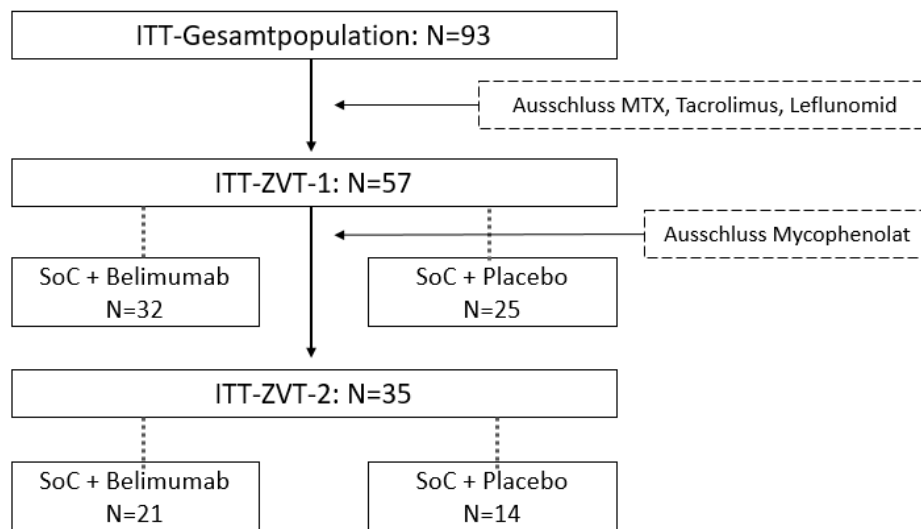 ITT-Gesamtpopulation: N=93
Ausschluss MTX, Tacrolimus, Leflunomid
ITT-ZVT-1: N=57
Ausschluss Mycophenolat
SoC + Belimumab
N=32
SoC + Placebo
N=25
ITT-ZVT-2: N=35
SoC + Belimumab
N=21
SoC + Placebo
N=14